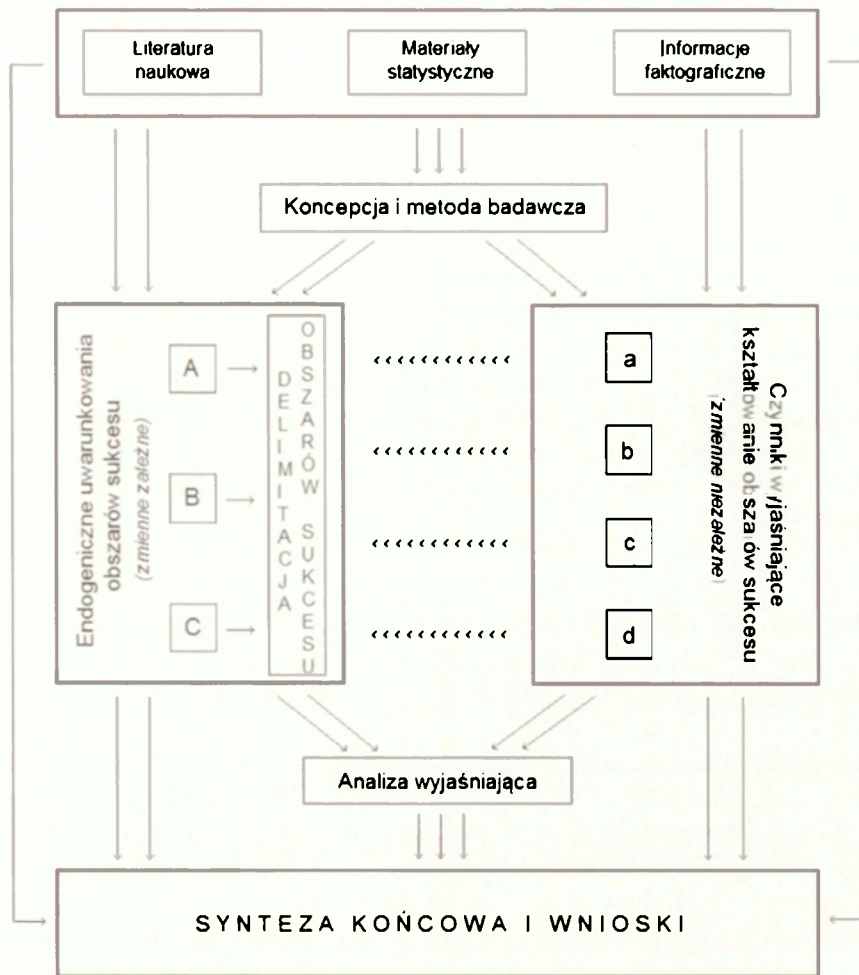 Literatura
naukowa
Materiały
statystyczne
Informacje
faktograficzne
Koncepcja i metoda badawcza
Endogeniczne uwarunkowania
obszarów sukcesu
(zmienne zależne)
A
B
C
DELIMITACJA
OBSZARÓW SUKCESU
a
b
c
d
Czynniki wyjaśniające
kształtowanie obszarów sukcesu
(zmienne niezależne)
Analiza wyjaśniająca
SYNTEZA KOŃCOWA I WNIOSKI